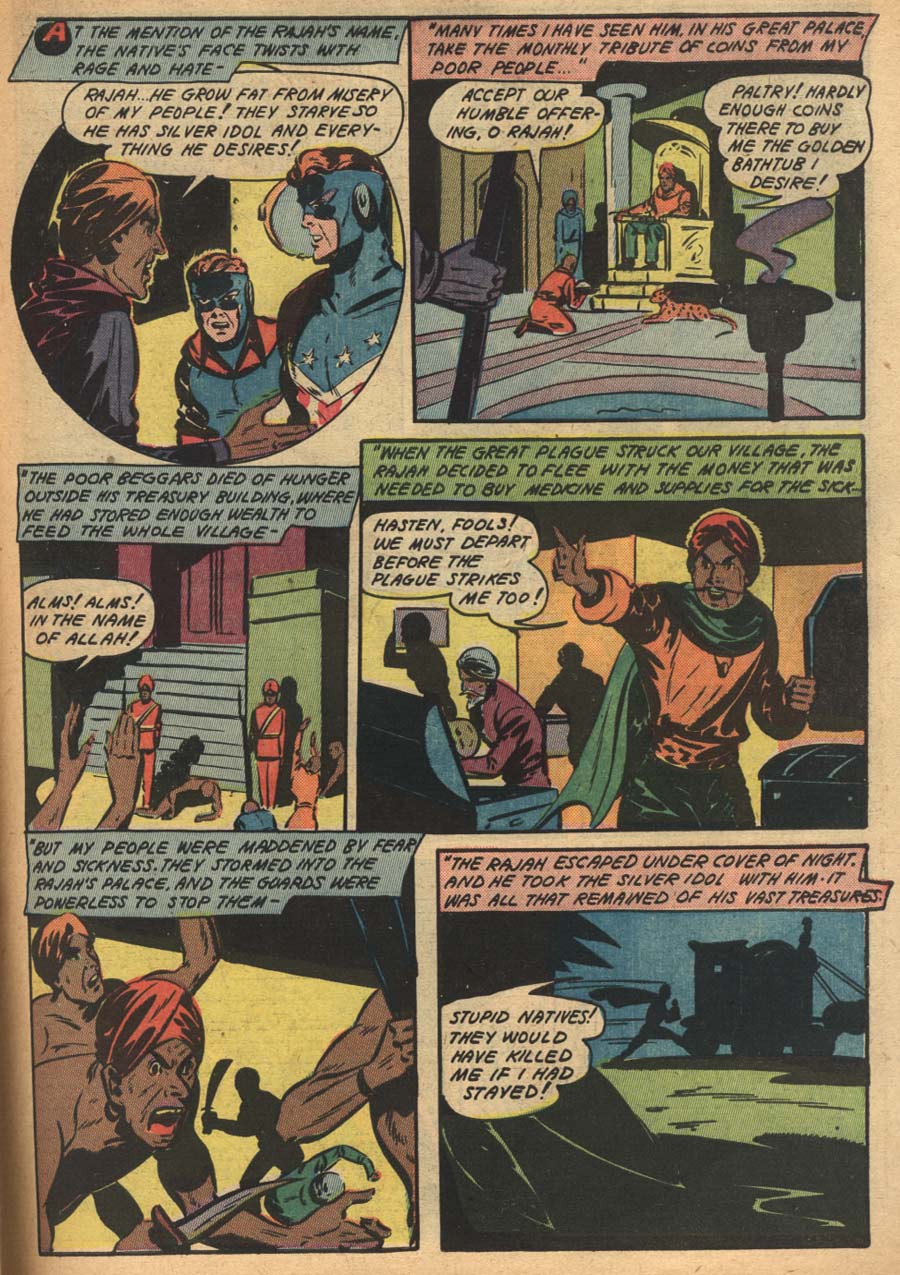 AT THE MENTION OF THE RAJAH'S NAME,
THE NATIVE'S FACE TWISTS WITH
RAGE AND HATE-
RAJAH...HE GROW FAT FROM MISERY
OF MY PEOPLE! THEY STARVE SO
HE HAS SILVER IDOL AND EVERY-
THING HE DESIRES!
"MANY TIMES I HAVE SEEN HIM, IN HIS GREAT PALACE,
TAKE THE MONTHLY TRIBUTE OF COINS FROM MY
POOR PEOPLE..."
ACCEPT OUR
HUMBLE OFFER-
ING, O RAJAH!
PALTRY! HARDLY
ENOUGH COINS
THERE TO BUY
ME THE GOLDEN
BATHTUB I
DESIRE!
"THE POOR BEGGARS DIED OF HUNGER
OUTSIDE HIS TREASURY BUILDING, WHERE
HE HAD STORED ENOUGH WEALTH TO
FEED THE WHOLE VILLAGE-
ALMS! ALMS!
IN THE NAME
OF ALLAH!
"WHEN THE GREAT PLAGUE STRUCK OUR VILLAGE, THE
RAJAH DECIDED TO FLEE WITH THE MONEY THAT WAS
NEEDED TO BUY MEDICINE AND SUPPLIES FOR THE SICK-
HASTEN, FOOLS!
WE MUST DEPART
BEFORE THE
PLAGUE STRIKES
ME TOO!
"BUT MY PEOPLE WERE MADDENED BY FEAR
AND SICKNESS. THEY STORMED INTO THE
RAJAH'S PALACE, AND THE GUARDS WERE
POWERLESS TO STOP THEM-
"THE RAJAH ESCAPED UNDER COVER OF NIGHT.
AND HE TOOK THE SILVER IDOL WITH HIM. IT
WAS ALL THAT REMAINED OF HIS VAST TREASURES.
STUPID NATIVES!
THEY WOULD
HAVE KILLED
ME IF I HAD
STAYED!